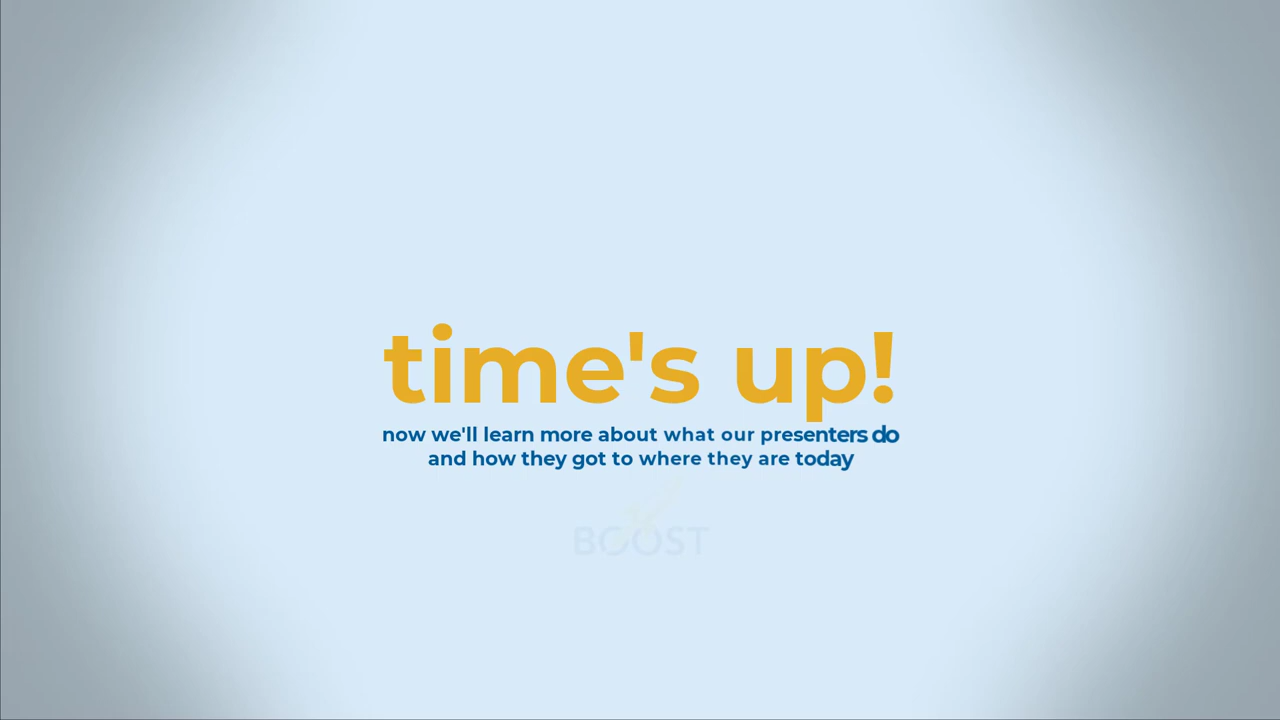 time's up!
now we'll learn more about what our presenters do
and how they got to where they are today
BOOST